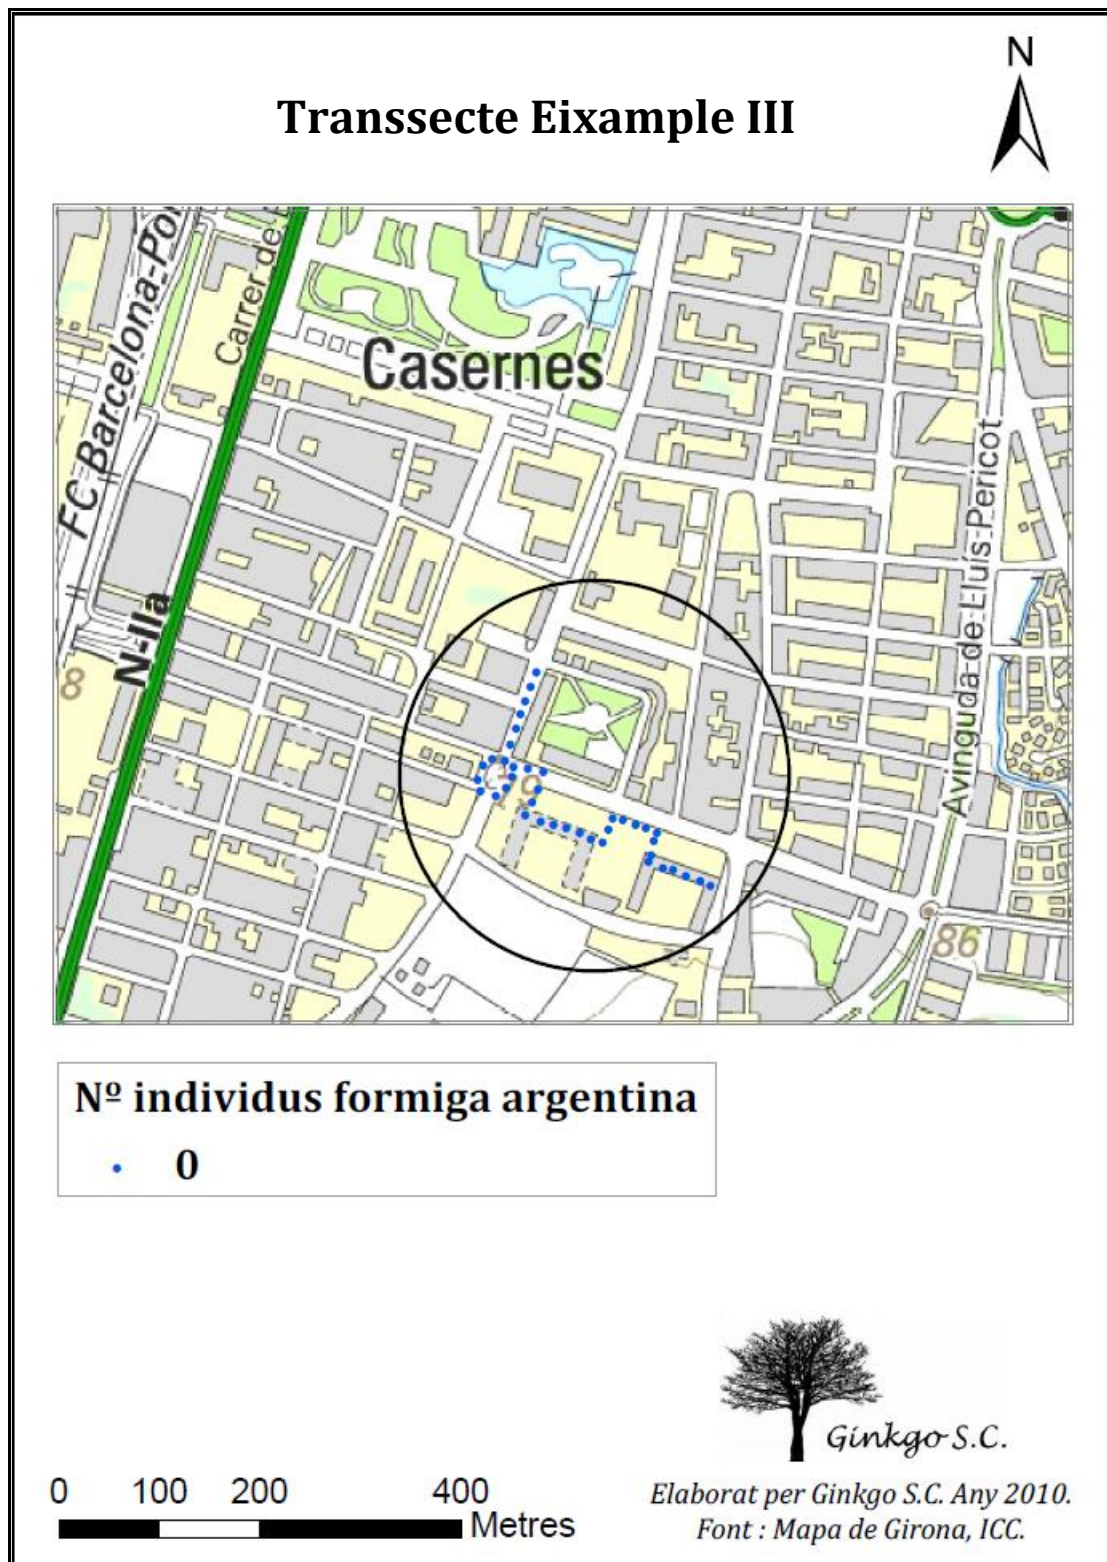 N
Transsecte Eixample III
FC Barcelona-Po
Carrer de
Casernes
N-IIa
Avinguda de Lluís Pericot
8
86
Nº individus formiga argentina
0
Ginkgo S.C.
0 100 200 400
Metres
Elaborat per Ginkgo S.C. Any 2010.
Font : Mapa de Girona, ICC.